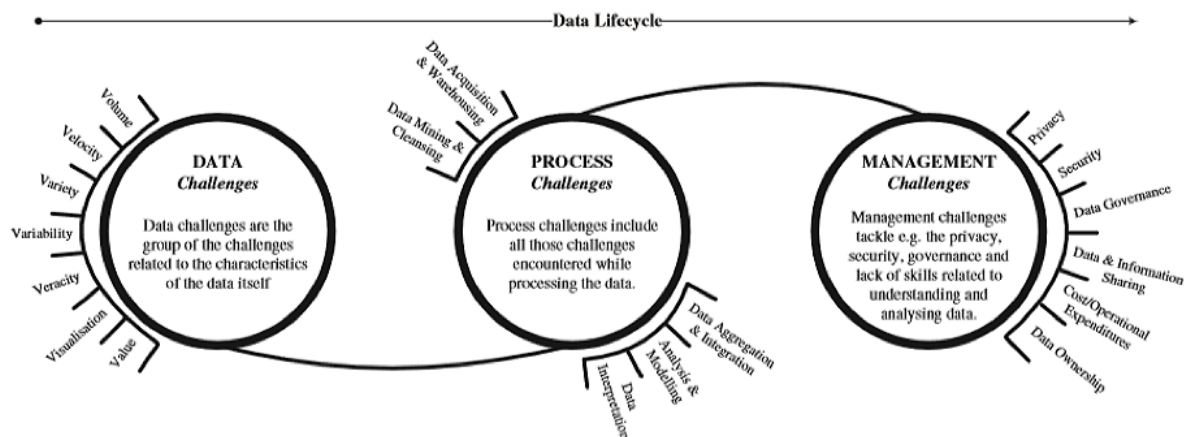 Data Lifecycle
Volume
Velocity
Variety
Variability
Veracity
Visualisation
Value
DATA
Challenges
Data challenges are the
group of the challenges
related to the characteristics
of the data itself
Data Acquisition
& Warehousing
Data Mining &
Cleansing
PROCESS
Challenges
Process challenges include
all those challenges
encountered while
processing the data.
Data Aggregation
& Integration
Analysis &
Modelling
Data
Interpretation
MANAGEMENT
Challenges
Management challenges
tackle e.g. the privacy,
security, governance and
lack of skills related to
understanding and
analysing data.
Privacy
Security
Data Governance
Data & Information
Sharing
Cost/Operational
Expenditures
Data Ownership